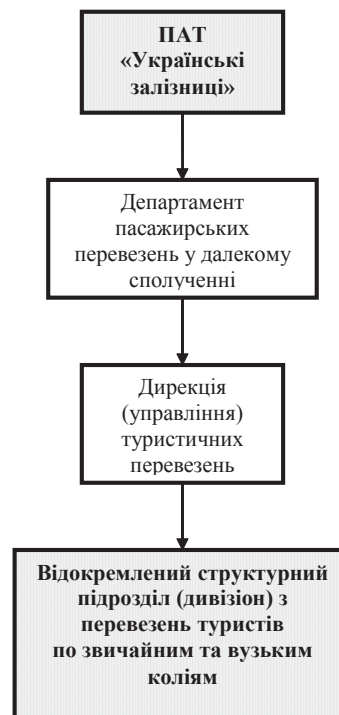 ПАТ
«Українські
залізниці»
Департамент
пасажирських
перевезень у далекому
сполученні
Дирекція
(управління)
туристичних
перевезень
Відокремлений структурний
підрозділ (дивізіон) з
перевезень туристів
по звичайним та вузьким
коліям